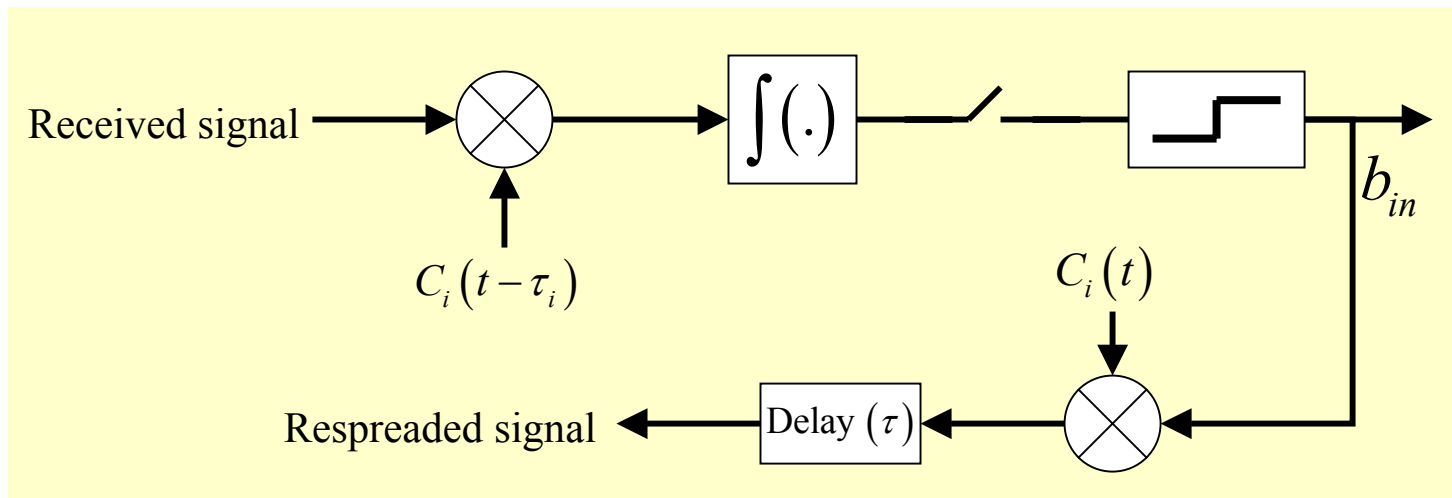 Received signal
∫(.)
b_in
C_i(t − τ_i)
C_i(t)
Delay (τ)
Respreaded signal